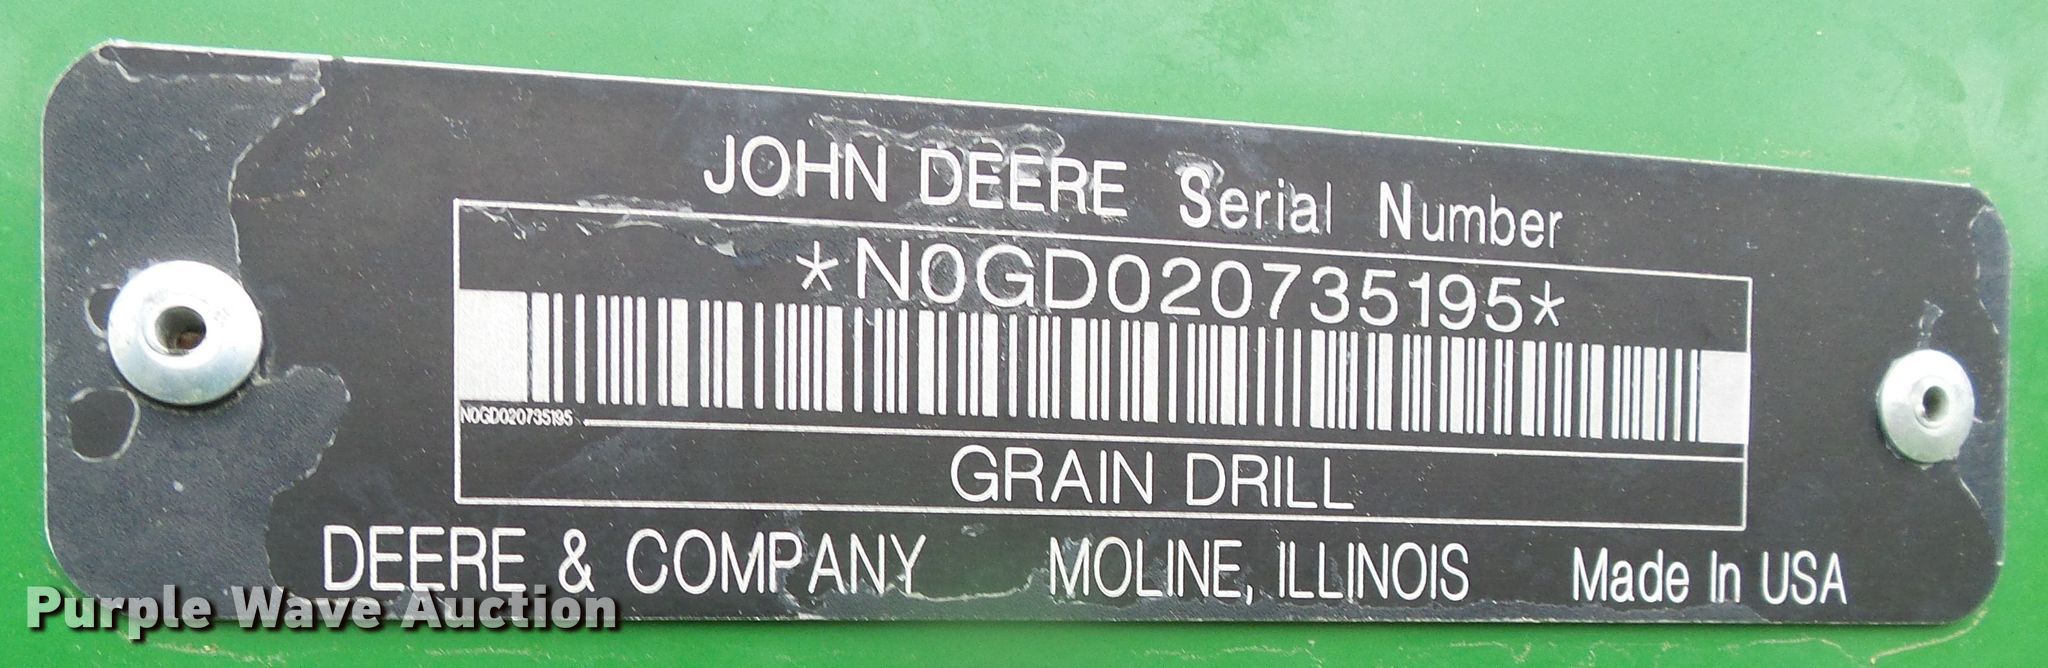 JOHN DEERE Serial Number
*N0GD020735195*
N0GD020735195
GRAIN DRILL
DEERE & COMPANY MOLINE, ILLINOIS Made In USA
Purple Wave Auction